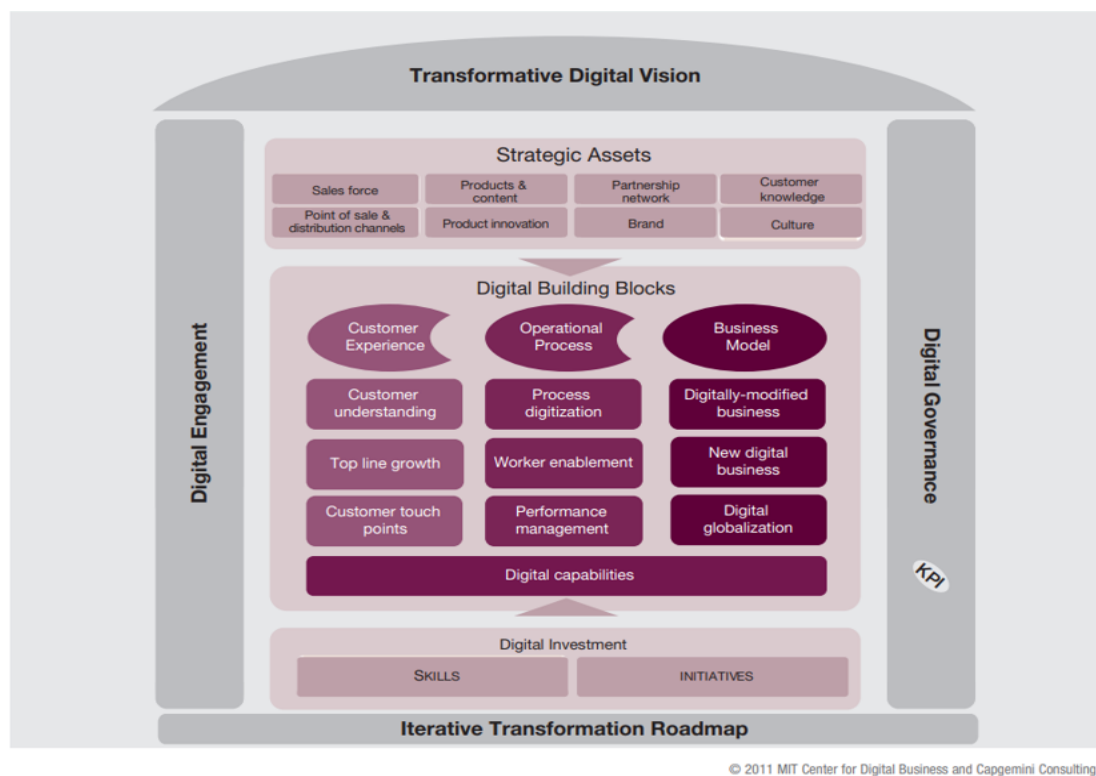 Transformative Digital Vision
Strategic Assets
Sales force
Products &
content
Partnership
network
Customer
knowledge
Point of sale &
distribution channels
Product innovation
Brand
Culture
Digital Engagement
Digital Building Blocks
Customer
Experience
Operational
Process
Business
Model
Customer
understanding
Process
digitization
Digitally-modified
business
Top line growth
Worker enablement
New digital
business
Customer touch
points
Performance
management
Digital
globalization
Digital capabilities
Digital Governance
KPI
Digital Investment
SKILLS
INITIATIVES
Iterative Transformation Roadmap
© 2011 MIT Center for Digital Business and Capgemini Consulting